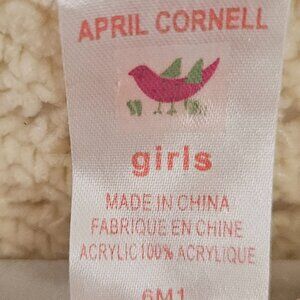 APRIL CORNELL
girls
MADE IN CHINA
FABRIQUE EN CHINE
ACRYLIC 100% ACRYLIQUE